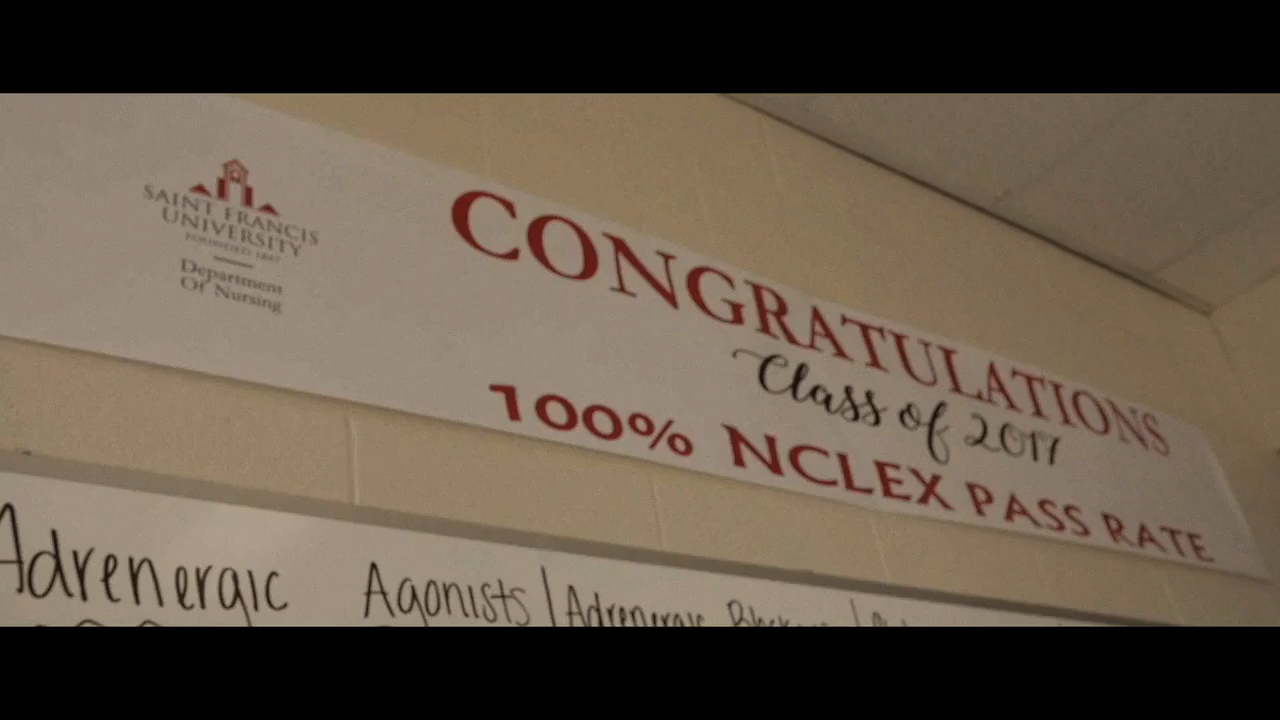 SAINT FRANCIS
UNIVERSITY
FOUNDED 1847
Department
Of Nursing
CONGRATULATIONS
Class of 2017
100% NCLEX PASS RATE
Adrenergic Agonists | Adrenergic